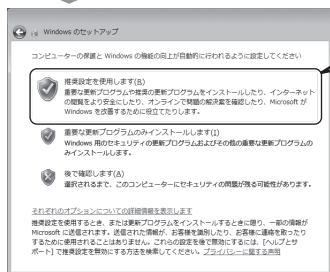 Windows のセットアップ
コンピューターの保護と Windows の機能の向上が自動的に行われるように設定してください
推奨設定を使用します(R)
重要な更新プログラムや推奨の更新プログラムをインストールしたり、インターネット
の閲覧をより安全にしたり、オンラインで問題の解決策を確認したり、Microsoft が
Windows を改善するために役立てたりします。
重要な更新プログラムのみインストールします(I)
Windows 用のセキュリティの更新プログラムおよびその他の重要な更新プログラムの
みインストールします。
後で確認します(A)
選択されるまで、このコンピューターにセキュリティの問題が残る可能性があります。
それぞれのオプションについての詳細情報を表示します
推奨設定を使用するとき、または更新プログラムをインストールするときに限り、一部の情報が
Microsoft に送信されます。送信された情報が、お客様を識別したり、お客様に連絡を取ったり
するために使用されることはありません。これらの設定を後で無効にするには、[ヘルプとサ
ポート] で推奨設定を無効にする方法を検索してください。プライバシーに関する声明